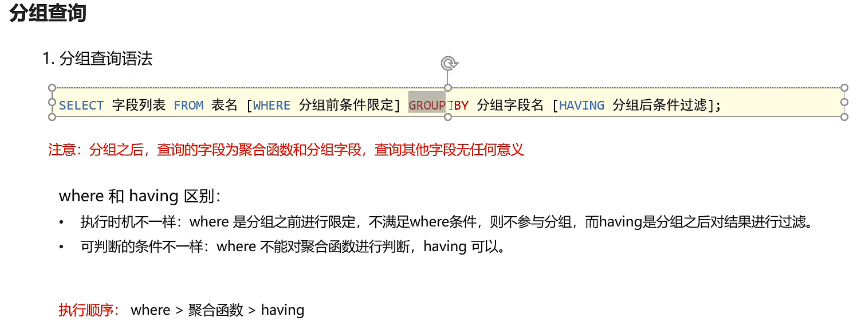 分组查询
1. 分组查询语法
SELECT 字段列表 FROM 表名 [WHERE 分组前条件限定] GROUP BY 分组字段名 [HAVING 分组后条件过滤];
注意：分组之后，查询的字段为聚合函数和分组字段，查询其他字段无任何意义
where 和 having 区别：
• 执行时机不一样：where 是分组之前进行限定，不满足where条件，则不参与分组，而having是分组之后对结果进行过滤。
• 可判断的条件不一样：where 不能对聚合函数进行判断，having 可以。
执行顺序： where > 聚合函数 > having